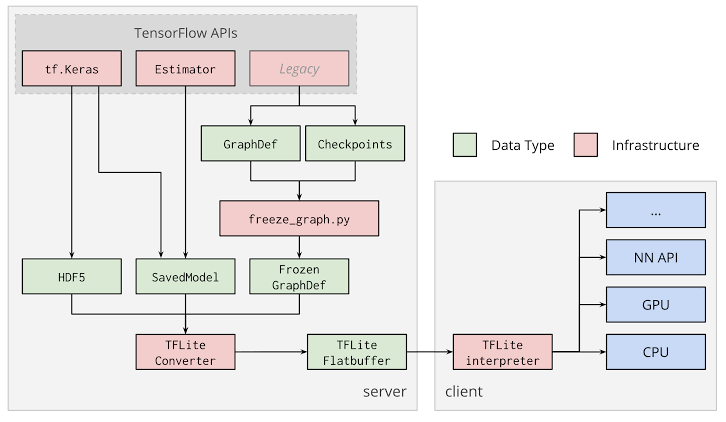 TensorFlow APIs
tf.Keras
Estimator
Legacy
GraphDef
Checkpoints
Data Type
Infrastructure
freeze_graph.py
...
NN API
HDF5
SavedModel
Frozen
GraphDef
GPU
TFLite
Converter
TFLite
Flatbuffer
TFLite
interpreter
CPU
server
client